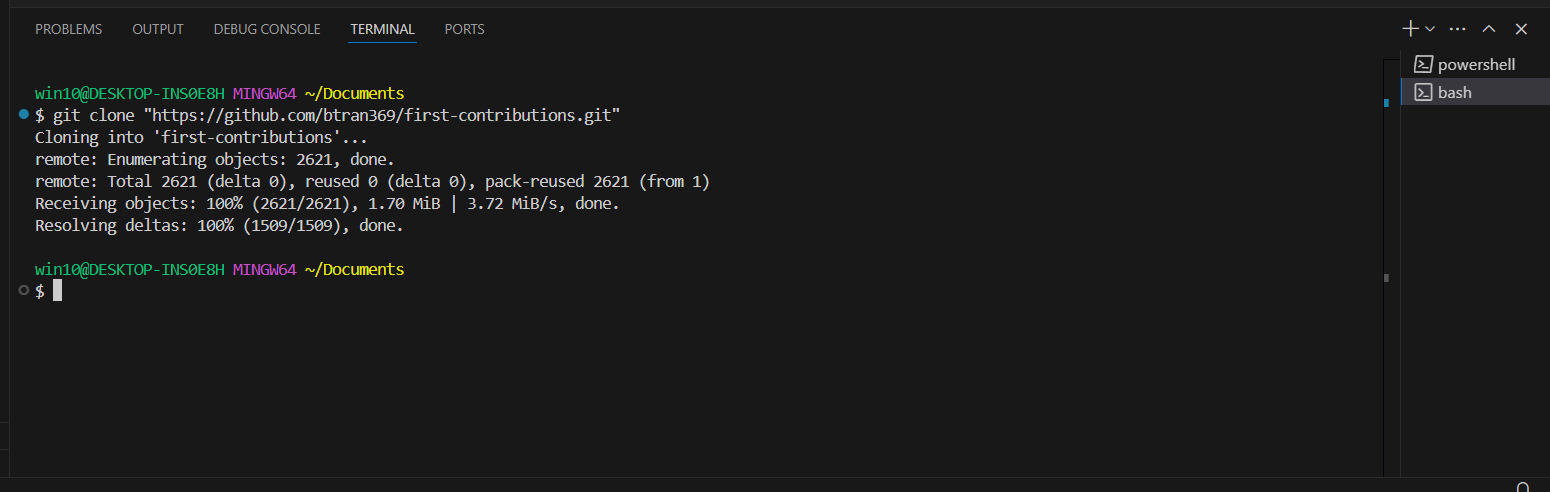 PROBLEMS OUTPUT DEBUG CONSOLE TERMINAL PORTS
powershell
bash
win10@DESKTOP-INS0E8H MINGW64 ~/Documents
$ git clone "https://github.com/btran369/first-contributions.git"
Cloning into 'first-contributions'...
remote: Enumerating objects: 2621, done.
remote: Total 2621 (delta 0), reused 0 (delta 0), pack-reused 2621 (from 1)
Receiving objects: 100% (2621/2621), 1.70 MiB | 3.72 MiB/s, done.
Resolving deltas: 100% (1509/1509), done.
win10@DESKTOP-INS0E8H MINGW64 ~/Documents
$